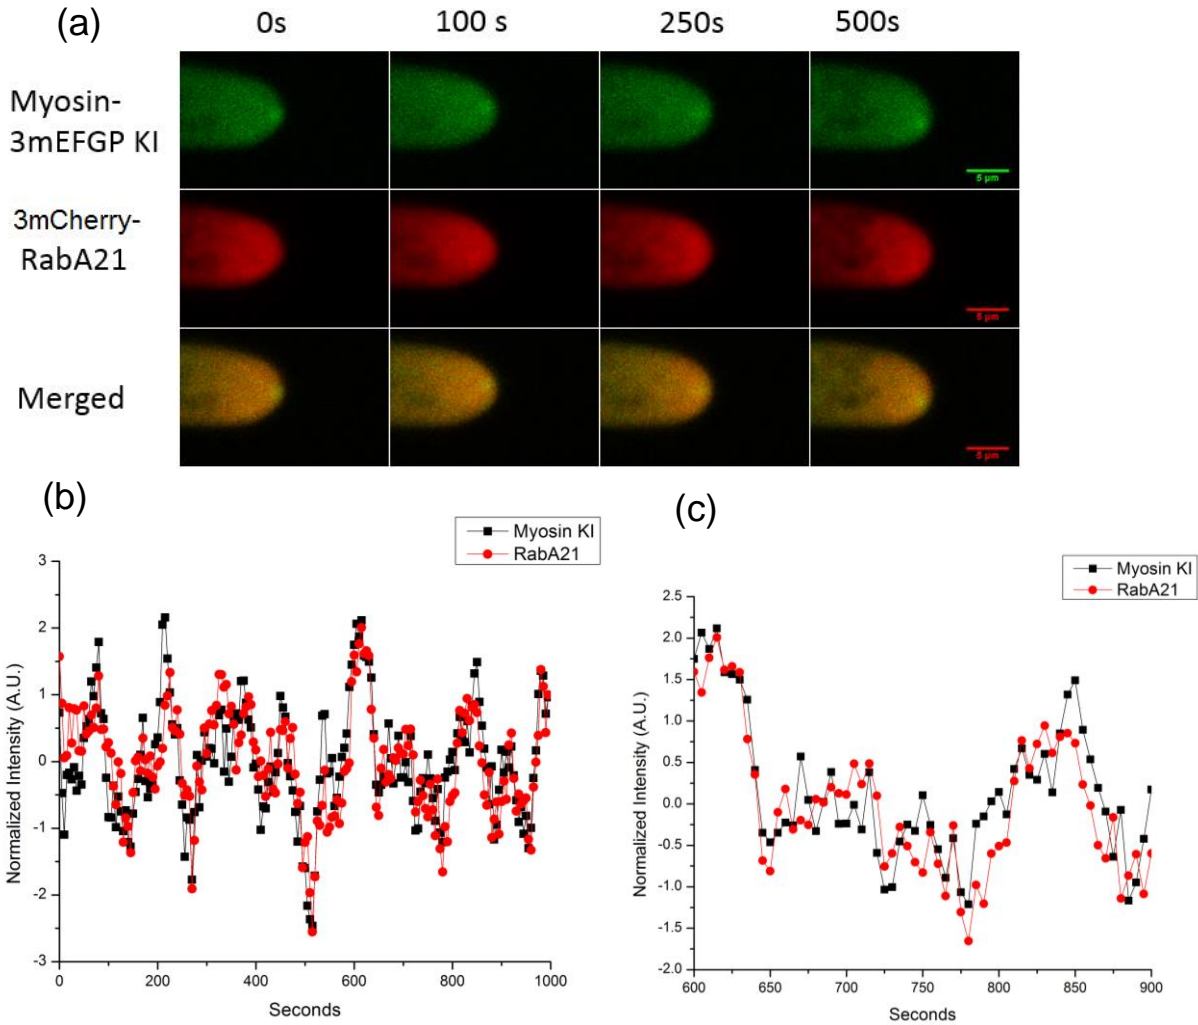 (a)
0s 100 s 250s 500s
Myosin-
3mEFGP KI
5 µm
3mCherry-
RabA21
5 µm
Merged
5 µm
(b)
Myosin KI
RabA21
3
2
1
0
-1
-2
-3
Normalized Intensity (A.U.)
0 200 400 600 800 1000
Seconds
(c)
Myosin KI
RabA21
2.5
2.0
1.5
1.0
0.5
0.0
-0.5
-1.0
-1.5
-2.0
Normalized Intensity (A.U.)
600 650 700 750 800 850 900
Seconds